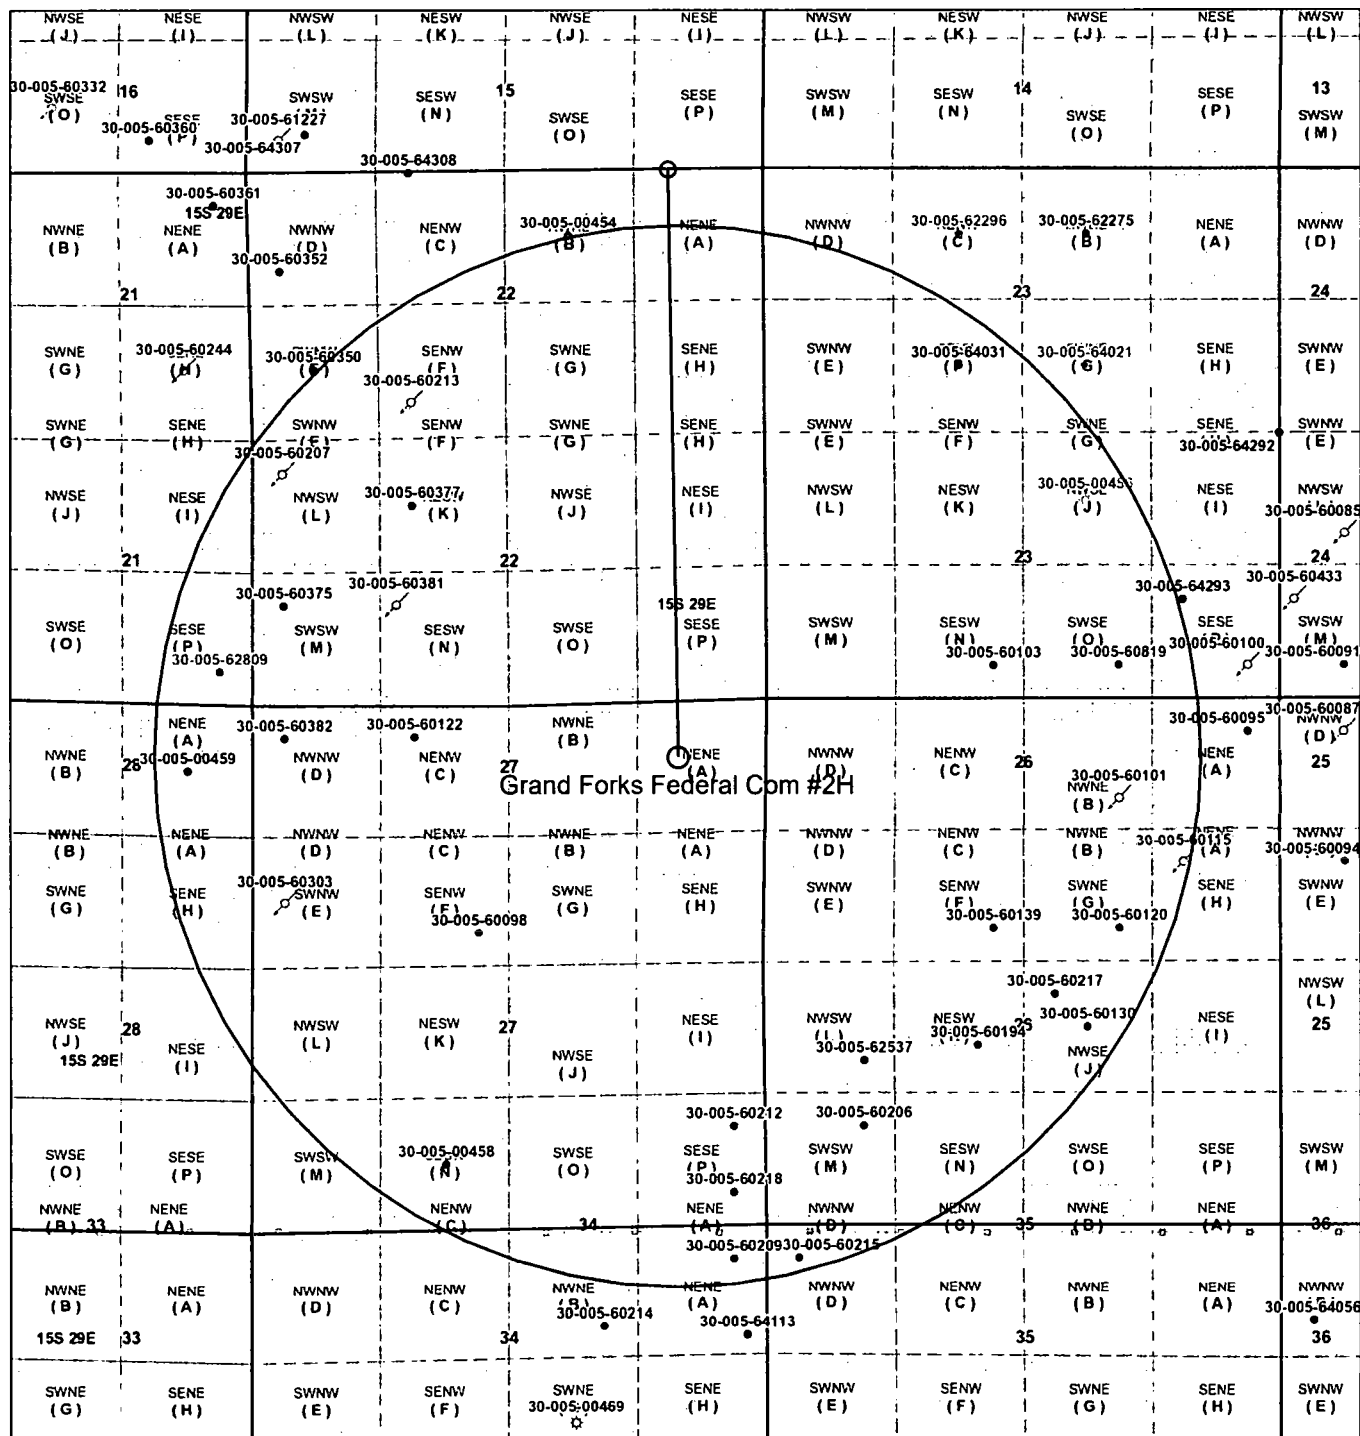 NWSW NESE NWSW NESW NWSE NESE NWSW NESW NWSE NESE NWSW
(J) (I) (L) (K) (J) (I) (L) (K) (J) (I) (L)
30-005-60332 16 15 14 13
SWSE SWSW SESW SESE SWSW SESW SESE
(O) (N) (P) (M) (N) (P)
SESE 30-005-61227 SWSE SWSE SWSW
30-005-60360 (P) (O) (O) (M)
30-005-64307
30-005-64308
30-005-60361
15S 29E
30-005-00454 30-005-62296 30-005-62275
NWNE NENE NWNW NENW NENE NWNW NENE NWNW
(B) (A) (D) (C) (B) (A) (D) (C) (B) (A) (D)
30-005-60352
21 22 23 24
SWNE 30-005-60244 30-005-60350 SENW SWNE SENE SWNW 30-005-64031 30-005-64021 SENE SWNW
(G) (H) (F) (G) (H) (E) (F) (G) (H) (E)
30-005-60213
SWNE SENE SWNW SENW SWNE SENE SWNW SENW SWNE SWNW
(G) (H) (E) (F) (G) (H) (E) (F) (G) (E)
30-005-64292
30-005-60207
NWSE NESE NWSW 30-005-60377 NWSE NESE NWSW NESW 30-005-00456 NESE NWSW
(J) (I) (L) (K) (J) (I) (L) (K) (J) (I)
30-005-60085
21 22 23 24
30-005-60375 30-005-60381 15S 29E 30-005-64293 30-005-60433
SWSE SESE SWSW SESW SWSE SESE SWSW SESW SWSE SESE SWSW
(O) (P) (M) (N) (O) (P) (M) (N) (O) (M)
30-005-62809 30-005-60103 30-005-60819 30-005-60100 30-005-60091
30-005-60382 30-005-60122 30-005-60095 30-005-60087
NENE NWNE NWNW
(A) (B) (D)
NWNE 28 30-005-00459 NWNW NENW 27 NENE NWNW NENW 26 NENE 25
(B) (D) (C) (A) (D) (C) (A)
Grand Forks Federal Com #2H
30-005-60101
NWNE
(B)
NWNE NENE NWNW NENW NWNE NENE NWNW NENW NWNE NENE NWNW
(B) (A) (D) (C) (B) (A) (D) (C) (B) (A)
30-005-60115 30-005-60094
SWNE SENE 30-005-60303 SWNW SENW SWNE SENE SWNW SENW SWNE SENE SWNW
(G) (H) (E) (F) (G) (H) (E) (F) (G) (H) (E)
30-005-60098 30-005-60139 30-005-60120
30-005-60217 NWSW
(L)
NWSE 28 NWSW NESW 27 NESE NWSW NESW 26 30-005-60130 NESE 25
(J) (L) (K) (I) (L) (I)
15S 29E NESE NWSE 30-005-62537 30-005-60194 NWSE
(I) (J) (J)
30-005-60212 30-005-60206
SWSE SESE SWSW 30-005-00458 SWSE SESE SWSW SESW SWSE SESE SWSW
(O) (P) (M) (N) (O) (P) (M) (N) (O) (P) (M)
30-005-60218
NWNE NENE NENW NENE NWNW NENW NWNE NENE
(B) 33 (A) (C) 34 (A) (D) (C) 35 (B) (A) 36
30-005-60209 30-005-60215
NWNE NENE NWNW NENW NWNE NENE NWNW NENW NWNE NENE NWNW
(B) (A) (D) (C) (B) (A) (D) (C) (B) (A)
30-005-60214 30-005-64113 30-005-64056
15S 29E 33 34 35 36
SWNE SENE SWNW SENW SWNE SENE SWNW SENW SWNE SENE SWNW
(G) (H) (E) (F) (H) (E) (F) (G) (H) (E)
30-005-00469